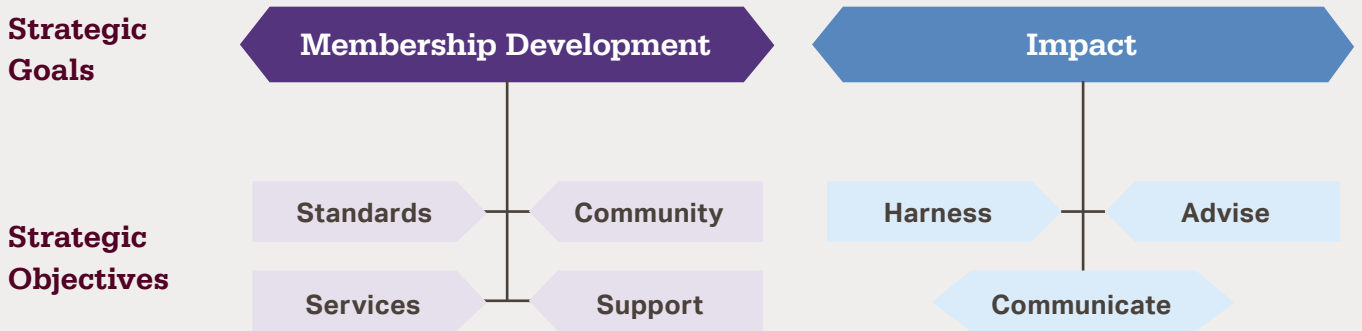 Strategic
Goals
Membership Development
Impact
Strategic
Objectives
Standards
Community
Harness
Advise
Services
Support
Communicate